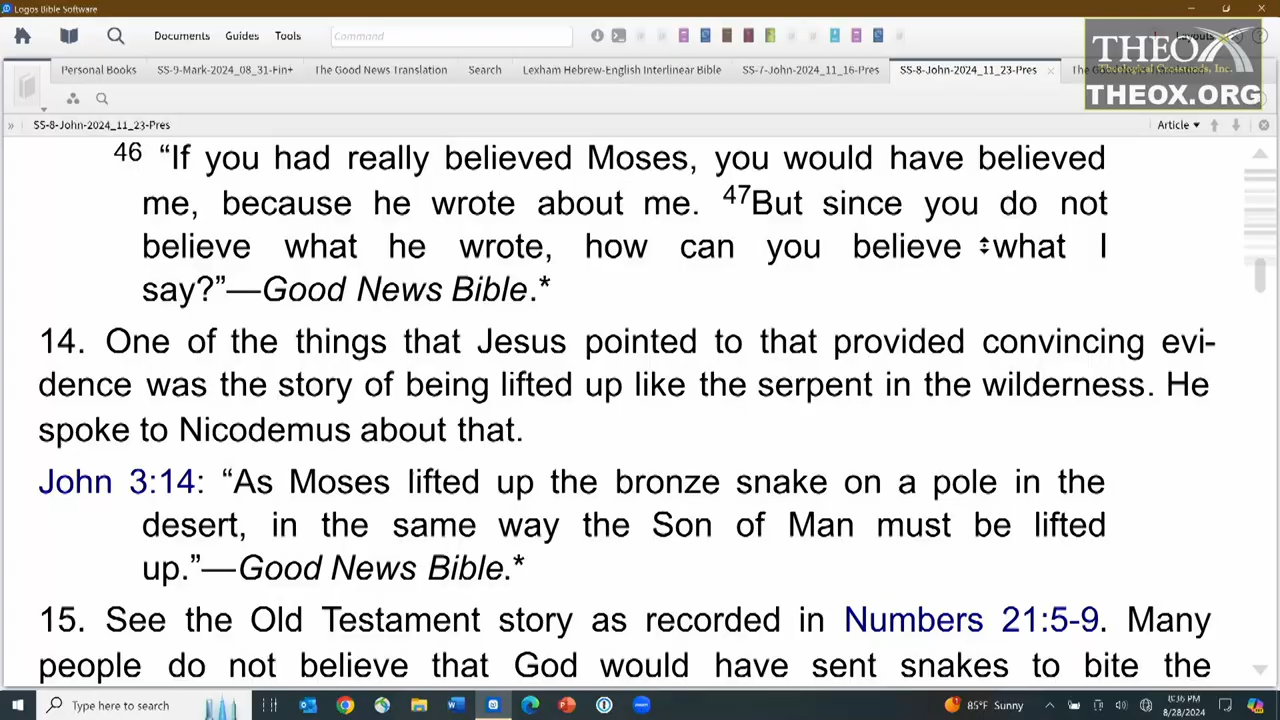 Logos Bible Software
Documents Guides Tools Command
THEOX
Theological Crossroads, Inc.
THEOX.ORG
Personal Books SS-9-Mark-2024_08_31-Fin+ The Good News Translation Search Lexham Hebrew-English Interlinear Bible SS-7-John-2024_11_16-Pres SS-8-John-2024_11_23-Pres
SS-8-John-2024_11_23-Pres Article
46 “If you had really believed Moses, you would have believed
me, because he wrote about me. 47But since you do not
believe what he wrote, how can you believe what I
say?”—Good News Bible.*
14. One of the things that Jesus pointed to that provided convincing evi-
dence was the story of being lifted up like the serpent in the wilderness. He
spoke to Nicodemus about that.
John 3:14: “As Moses lifted up the bronze snake on a pole in the
desert, in the same way the Son of Man must be lifted
up.”—Good News Bible.*
15. See the Old Testament story as recorded in Numbers 21:5-9. Many
people do not believe that God would have sent snakes to bite the
Type here to search 85°F Sunny 8:36 PM
8/28/2024